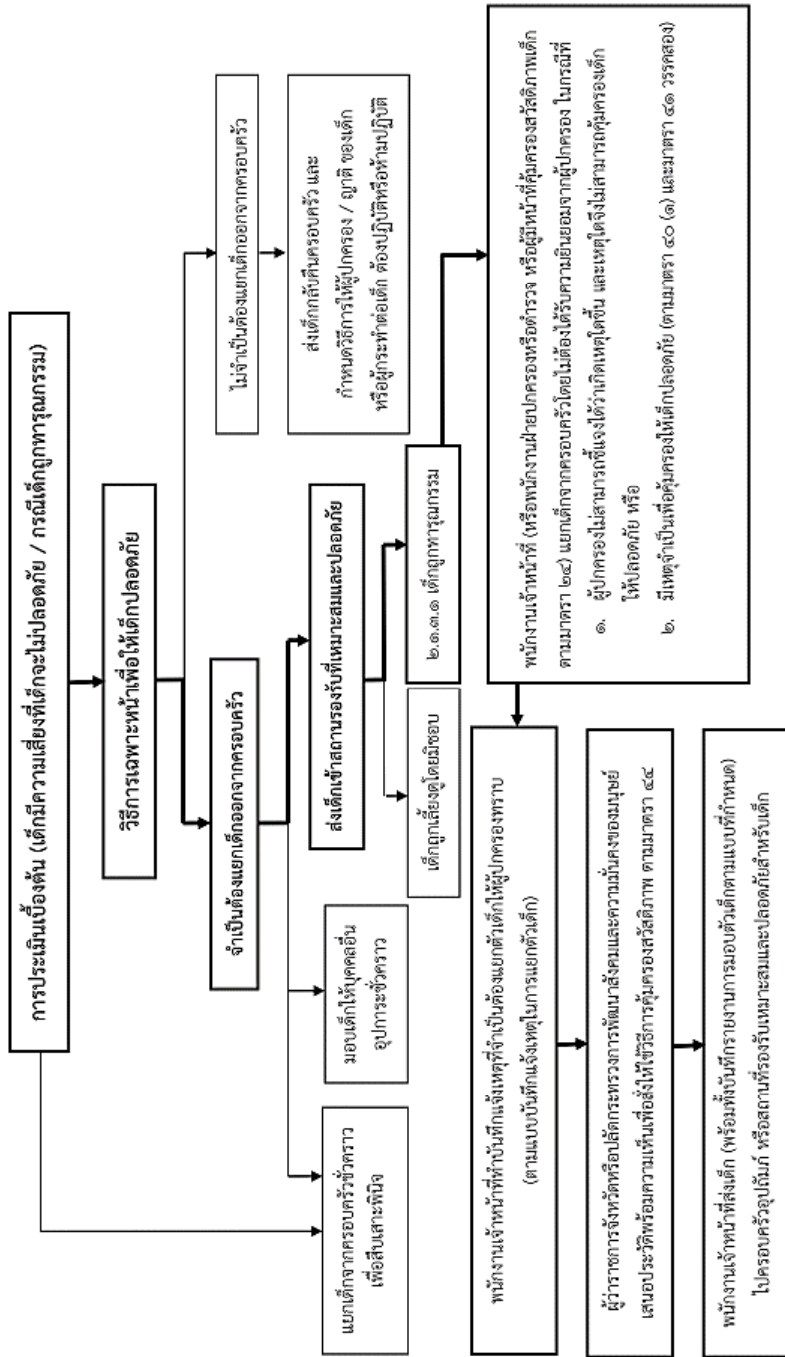 การประเมินเบื้องต้น (เด็กมีความเสี่ยงที่เด็กจะไม่ปลอดภัย / กรณีเด็กถูกทารุณกรรม)
วิธีการเฉพาะหน้าเพื่อให้เด็กปลอดภัย
จำเป็นต้องแยกเด็กออกจากครอบครัว
ไม่จำเป็นต้องแยกเด็กออกจากครอบครัว
แยกเด็กจากครอบครัวชั่วคราว
เพื่อสืบเสาะพินิจ
มอบเด็กให้บุคคลอื่น
อุปการะชั่วคราว
ส่งเด็กเข้าสถานรองรับที่เหมาะสมและปลอดภัย
ส่งเด็กกลับคืนครอบครัว และ
กำหนดวิธีการให้ผู้ปกครอง / ญาติ ของเด็ก
หรือผู้กระทำต่อเด็ก ต้องปฏิบัติหรือห้ามปฏิบัติ
เด็กถูกเลี้ยงดูโดยมิชอบ
๒.๑.๓.๑ เด็กถูกทารุณกรรม
พนักงานเจ้าหน้าที่ (หรือพนักงานฝ่ายปกครองหรือตำรวจ หรือผู้มีหน้าที่คุ้มครองสวัสดิภาพเด็ก
ตามมาตรา ๒๔) แยกเด็กจากครอบครัวโดยไม่ต้องได้รับความยินยอมจากผู้ปกครอง ในกรณีที่
๑. ผู้ปกครองไม่สามารถชี้แจงได้ว่าเกิดเหตุใดขึ้น และเหตุใดจึงไม่สามารถคุ้มครองเด็ก
ให้ปลอดภัย หรือ
๒. มีเหตุจำเป็นเพื่อคุ้มครองให้เด็กปลอดภัย (ตามมาตรา ๔๐ (๑) และมาตรา ๔๑ วรรคสอง)
พนักงานเจ้าหน้าที่ทำบันทึกแจ้งเหตุที่จำเป็นต้องแยกตัวเด็กให้ผู้ปกครองทราบ
(ตามแบบบันทึกแจ้งเหตุในการแยกตัวเด็ก)
ผู้ว่าราชการจังหวัดหรือปลัดกระทรวงการพัฒนาสังคมและความมั่นคงของมนุษย์
เสนอประวัติพร้อมความเห็นเพื่อสั่งให้ใช้วิธีการคุ้มครองสวัสดิภาพ ตามมาตรา ๔๔
พนักงานเจ้าหน้าที่ส่งเด็ก (พร้อมทั้งบันทึกรายงานการมอบตัวเด็กตามแบบที่กำหนด)
ไปครอบครัวอุปถัมภ์ หรือสถานที่รองรับเหมาะสมและปลอดภัยสำหรับเด็ก